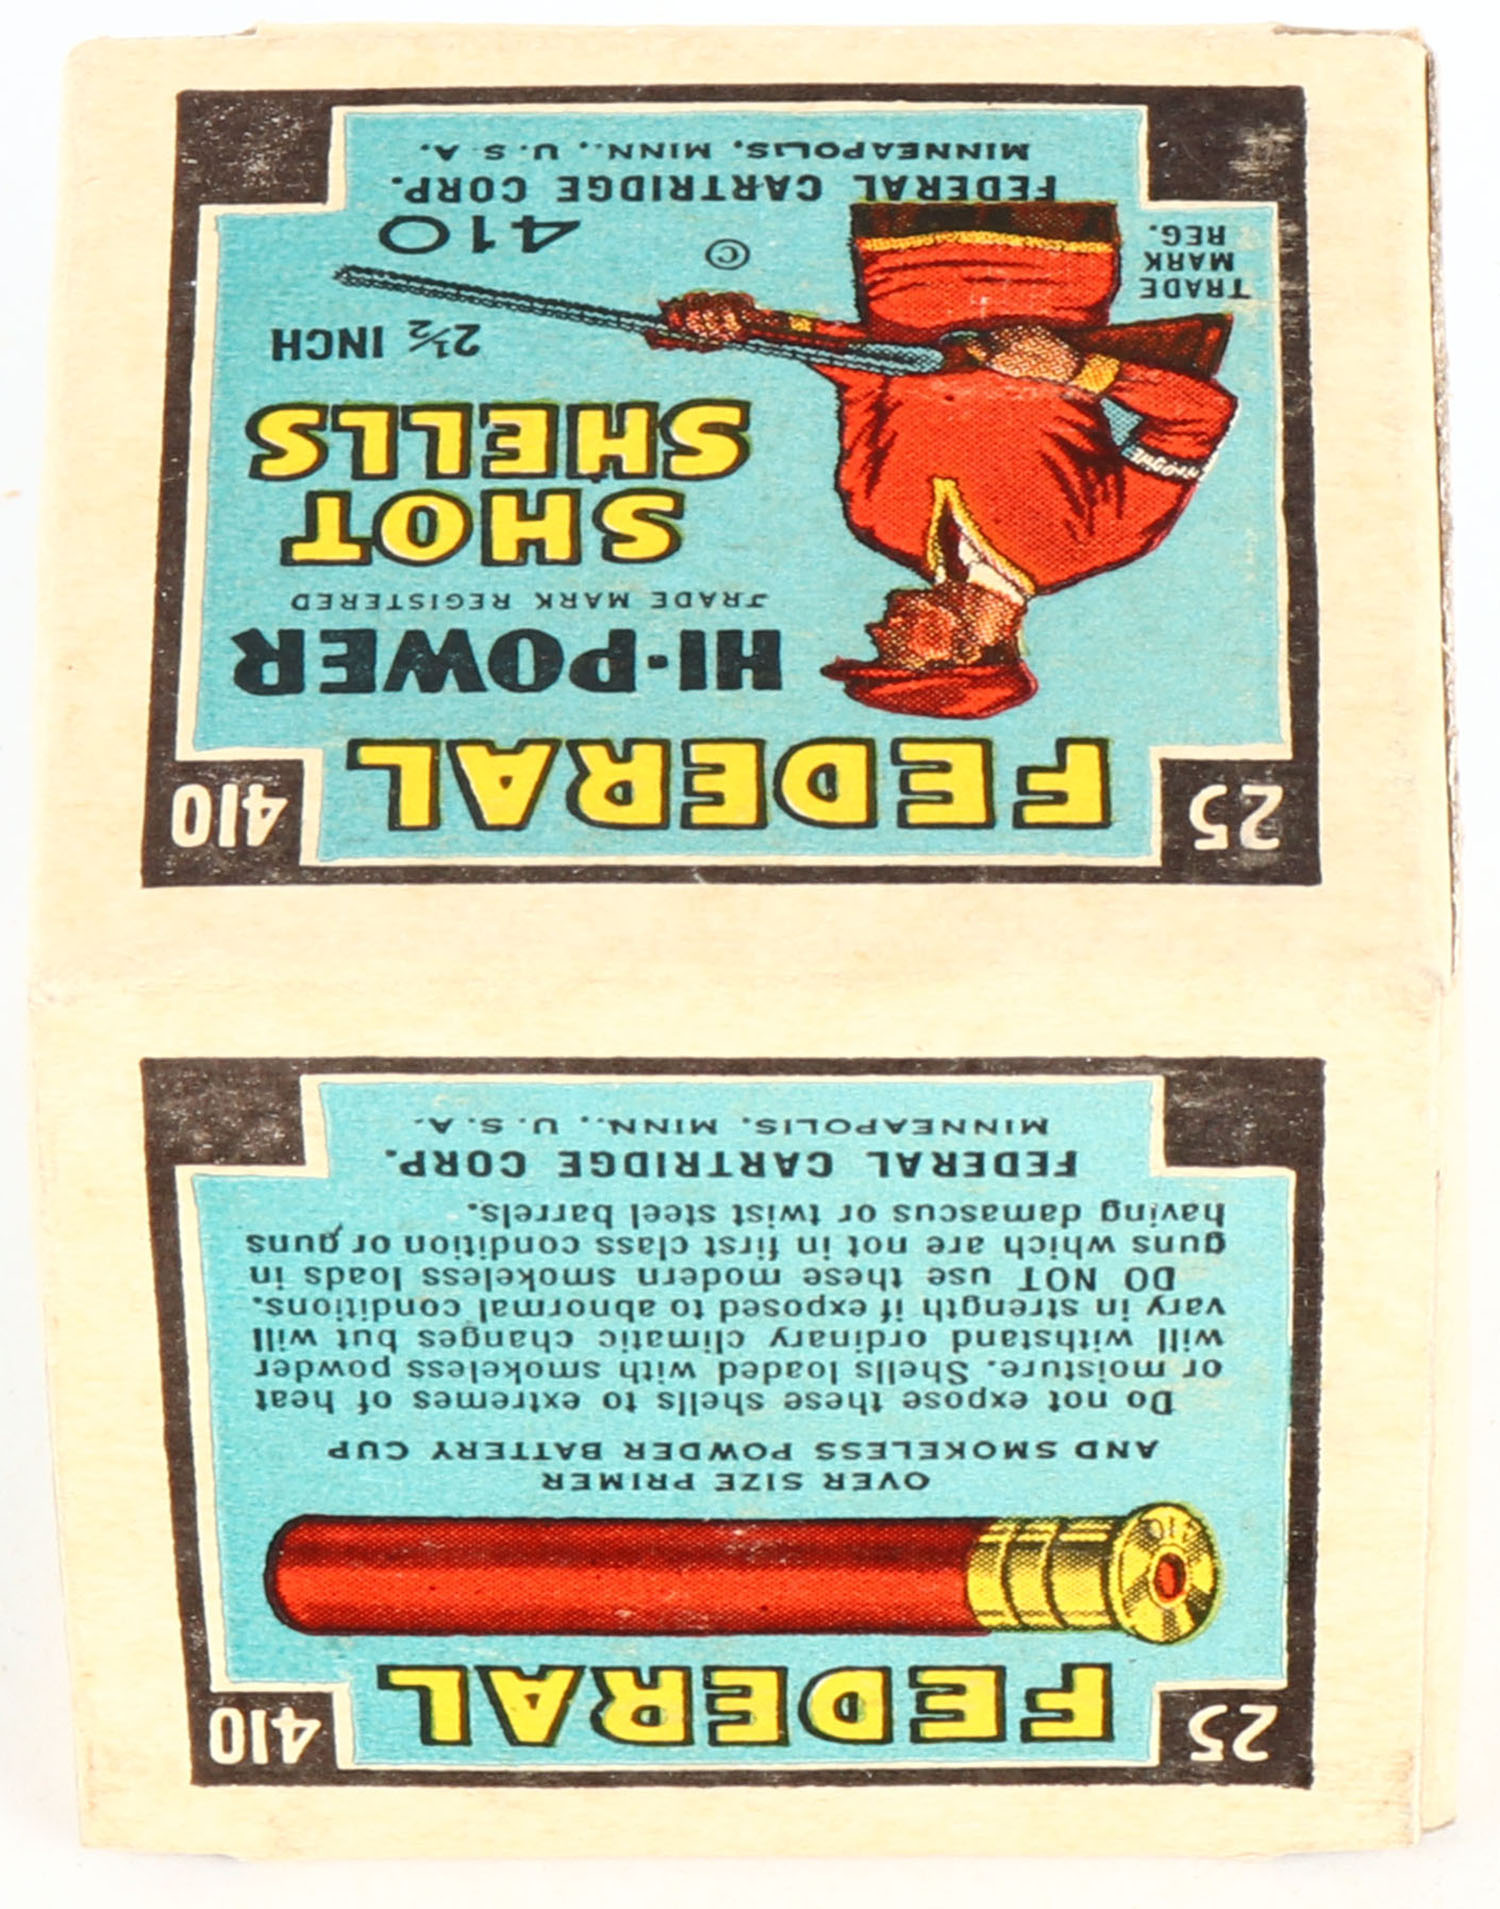 25 FEDERAL 410
410
OVER SIZE PRIMER
AND SMOKELESS POWDER BATTERY CUP
Do not expose these shells to extremes of heat
or moisture. Shells loaded with smokeless powder
will withstand ordinary climatic changes but will
vary in strength if exposed to abnormal conditions.
DO NOT use these modern smokeless loads in
guns which are not in first class condition or guns
having damascus or twist steel barrels.
FEDERAL CARTRIDGE CORP.
MINNEAPOLIS, MINN., U.S.A.
25 FEDERAL 410
HI-POWER
TRADE MARK REGISTERED
SHOT
SHELLS
2½ INCH
TRADE
MARK
REG.
©
410
FEDERAL CARTRIDGE CORP.
MINNEAPOLIS, MINN., U.S.A.